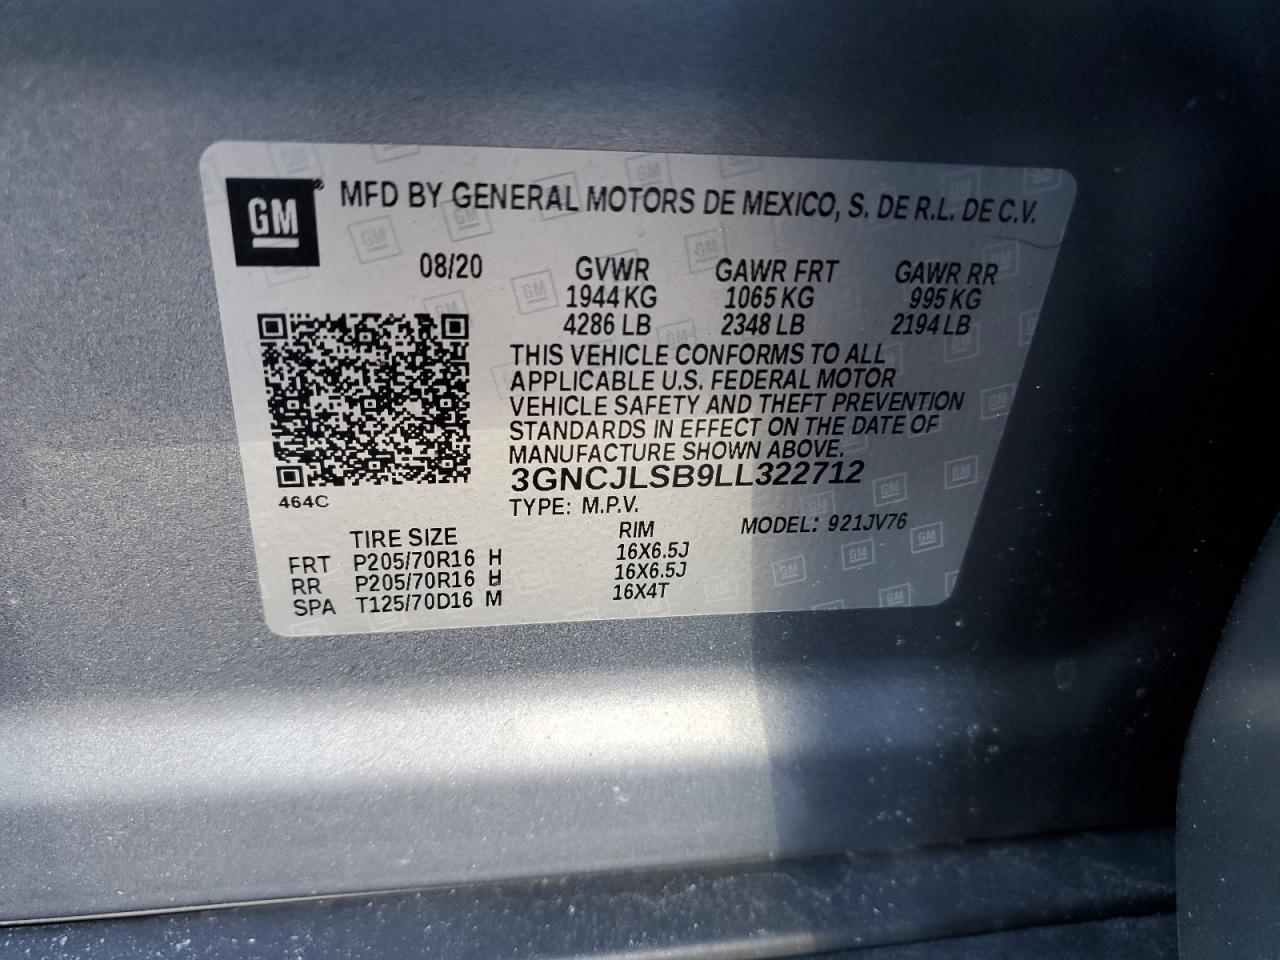 GM
MFD BY GENERAL MOTORS DE MEXICO, S. DE R.L. DE C.V.
08/20 GVWR GAWR FRT GAWR RR
1944 KG 1065 KG 995 KG
4286 LB 2348 LB 2194 LB
THIS VEHICLE CONFORMS TO ALL
APPLICABLE U.S. FEDERAL MOTOR
VEHICLE SAFETY AND THEFT PREVENTION
STANDARDS IN EFFECT ON THE DATE OF
MANUFACTURE SHOWN ABOVE.
3GNCJLSB9LL322712
464C
TYPE: M.P.V.
MODEL: 921JV76
TIRE SIZE RIM
FRT P205/70R16 H 16X6.5J
RR P205/70R16 H 16X6.5J
SPA T125/70D16 M 16X4T